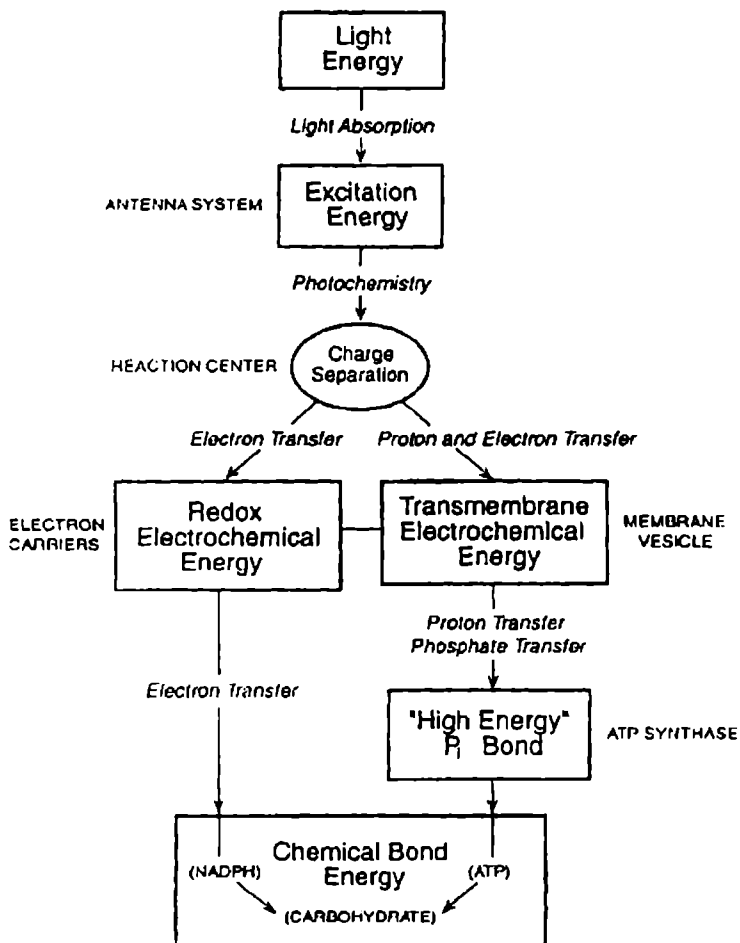 Light
Energy
Light Absorption
ANTENNA SYSTEM
Excitation
Energy
Photochemistry
HEACTION CENTER
Charge
Separation
Electron Transfer
Proton and Electron Transfer
ELECTRON
CARRIERS
Redox
Electrochemical
Energy
Transmembrane
Electrochemical
Energy
MEMBRANE
VESICLE
Proton Transfer
Phosphate Transfer
Electron Transfer
"High Energy"
Pi Bond
ATP SYNTHASE
Chemical Bond
Energy
(NADPH)
(ATP)
(CARBOHYDRATE)